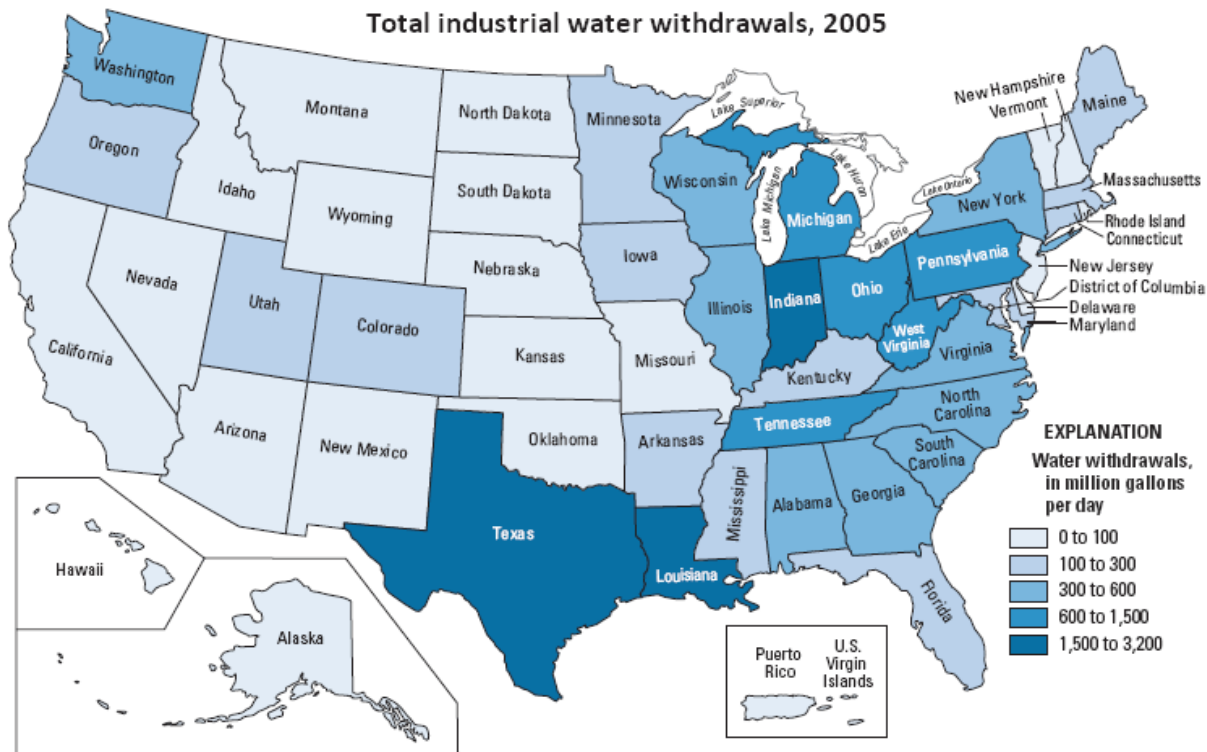 Total industrial water withdrawals, 2005
Washington
Oregon
California
Nevada
Idaho
Montana
Wyoming
Utah
Colorado
Arizona
New Mexico
North Dakota
South Dakota
Nebraska
Kansas
Oklahoma
Texas
Minnesota
Iowa
Missouri
Arkansas
Louisiana
Wisconsin
Illinois
Michigan
Indiana
Ohio
Kentucky
Tennessee
Mississippi
Alabama
Georgia
Florida
South
Carolina
North
Carolina
Virginia
West
Virginia
Pennsylvania
New York
Lake Superior
Lake Michigan
Lake Huron
Lake Erie
Lake Ontario
New Hampshire
Vermont
Maine
Massachusetts
Rhode Island
Connecticut
New Jersey
District of Columbia
Delaware
Maryland
Hawaii
Alaska
Puerto
Rico
U.S.
Virgin
Islands
EXPLANATION
Water withdrawals,
in million gallons
per day
0 to 100
100 to 300
300 to 600
600 to 1,500
1,500 to 3,200